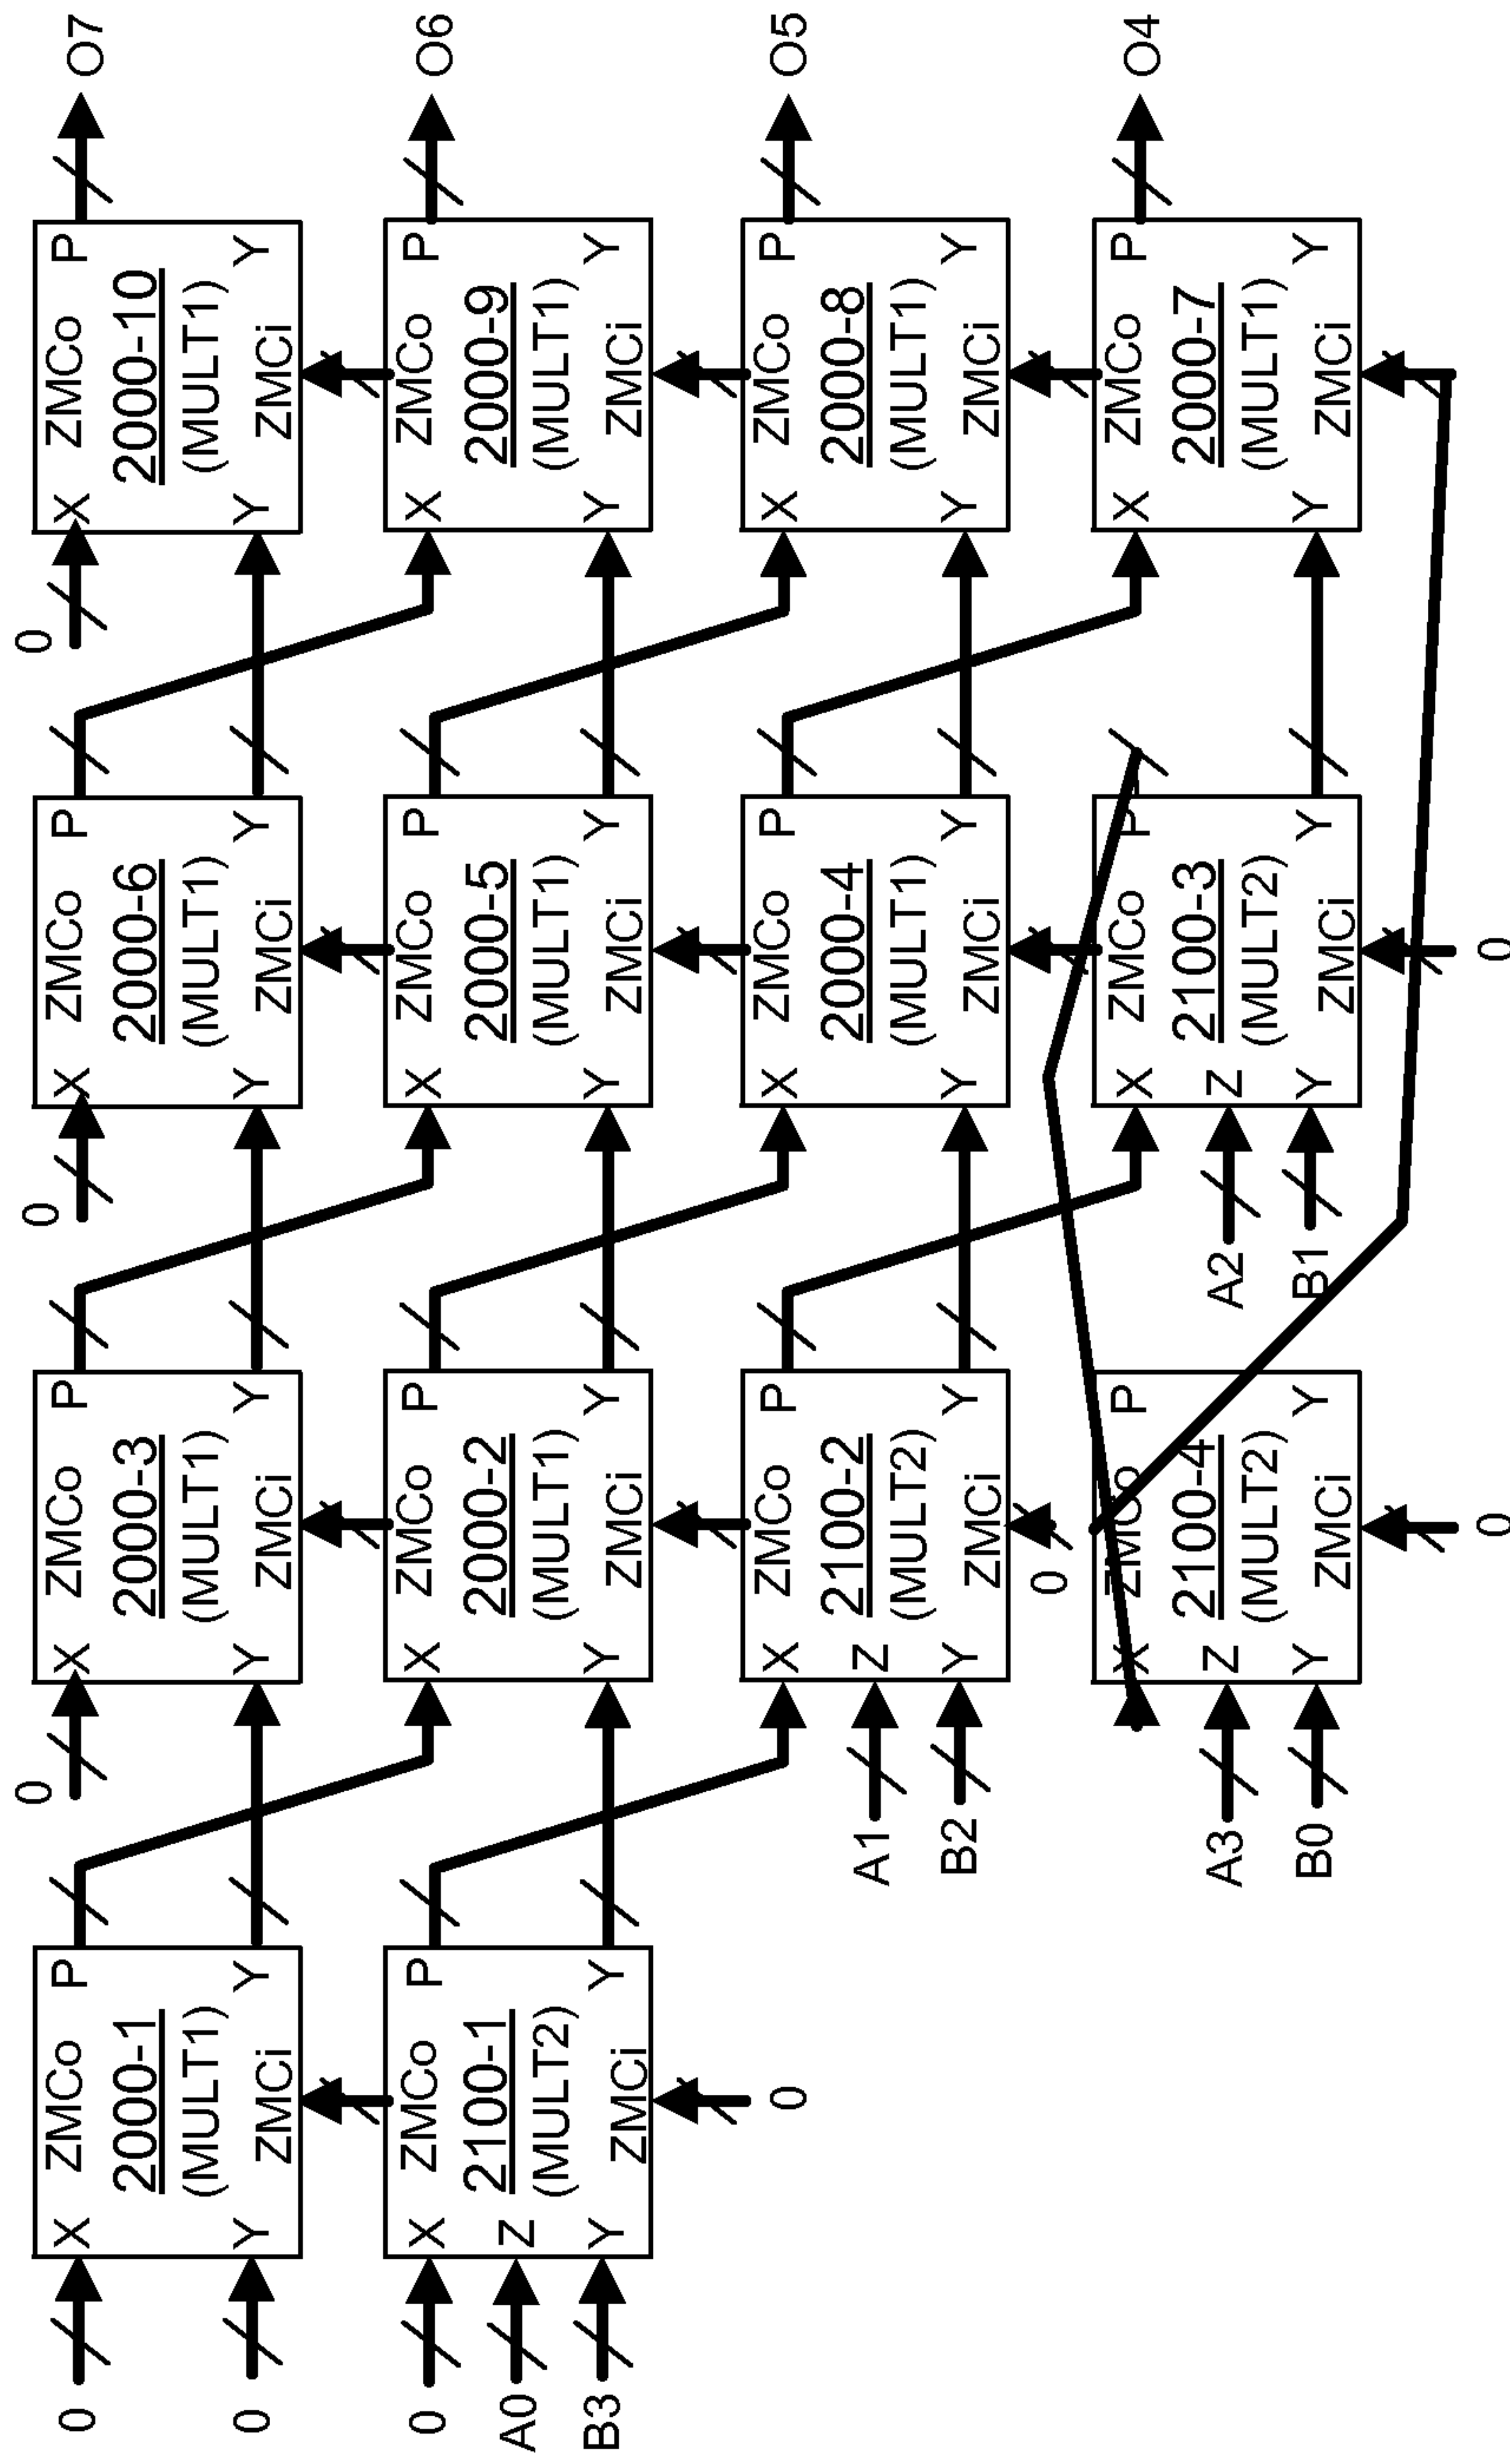 0
0
X ZMCo P
2000-1
(MULT1)
Y ZMCi Y
0
X ZMCo P
2000-3
(MULT1)
Y ZMCi Y
0
X ZMCo P
2000-6
(MULT1)
Y ZMCi Y
0
X ZMCo P
2000-10
(MULT1)
Y ZMCi Y
O7
0
A0
B3
X ZMCo P
Z 2100-1
(MULT2)
Y ZMCi Y
0
X ZMCo P
2000-2
(MULT1)
Y ZMCi Y
X ZMCo P
2000-5
(MULT1)
Y ZMCi Y
X ZMCo P
2000-9
(MULT1)
Y ZMCi Y
O6
A1
B2
X ZMCo P
Z 2100-2
(MULT2)
Y ZMCi Y
0
X ZMCo P
2000-4
(MULT1)
Y ZMCi Y
X ZMCo P
2000-8
(MULT1)
Y ZMCi Y
O5
A3
B0
X ZMCo P
Z 2100-4
(MULT2)
Y ZMCi Y
0
A2
B1
X ZMCo P
Z 2100-3
(MULT2)
Y ZMCi Y
0
X ZMCo P
2000-7
(MULT1)
Y ZMCi Y
O4